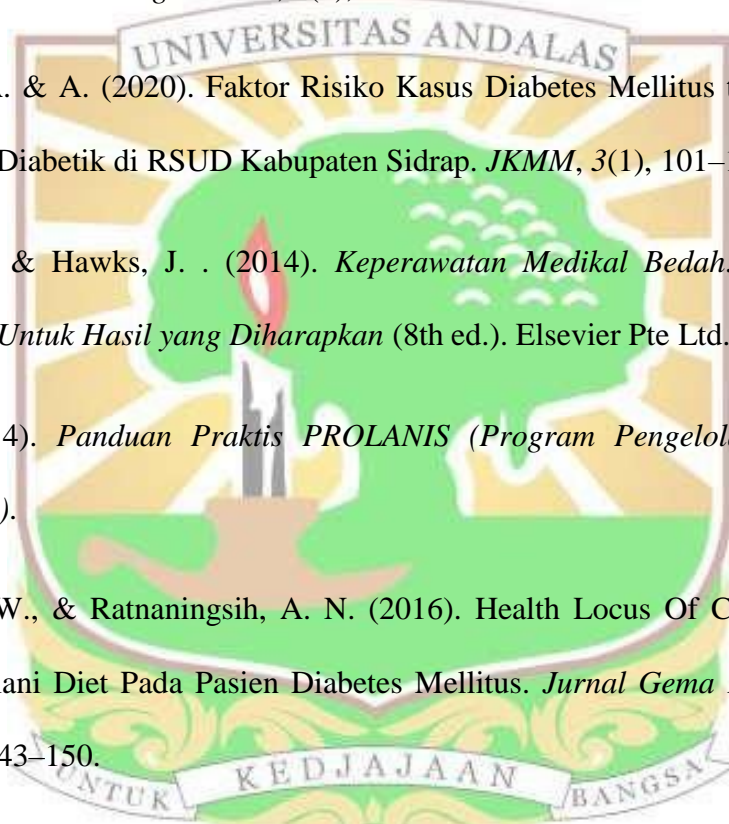 UNIVERSITAS ANDALAS
. & A. (2020). Faktor Risiko Kasus Diabetes Mellitus
Diabetik di RSUD Kabupaten Sidrap. JKMM, 3(1), 101–1
& Hawks, J. . (2014). Keperawatan Medikal Bedah.
Untuk Hasil yang Diharapkan (8th ed.). Elsevier Pte Ltd.
4). Panduan Praktis PROLANIS (Program Pengelol
).
W., & Ratnaningsih, A. N. (2016). Health Locus Of C
ani Diet Pada Pasien Diabetes Mellitus. Jurnal Gema
43–150.
UNTUK KEDJAJAAN BANGSA